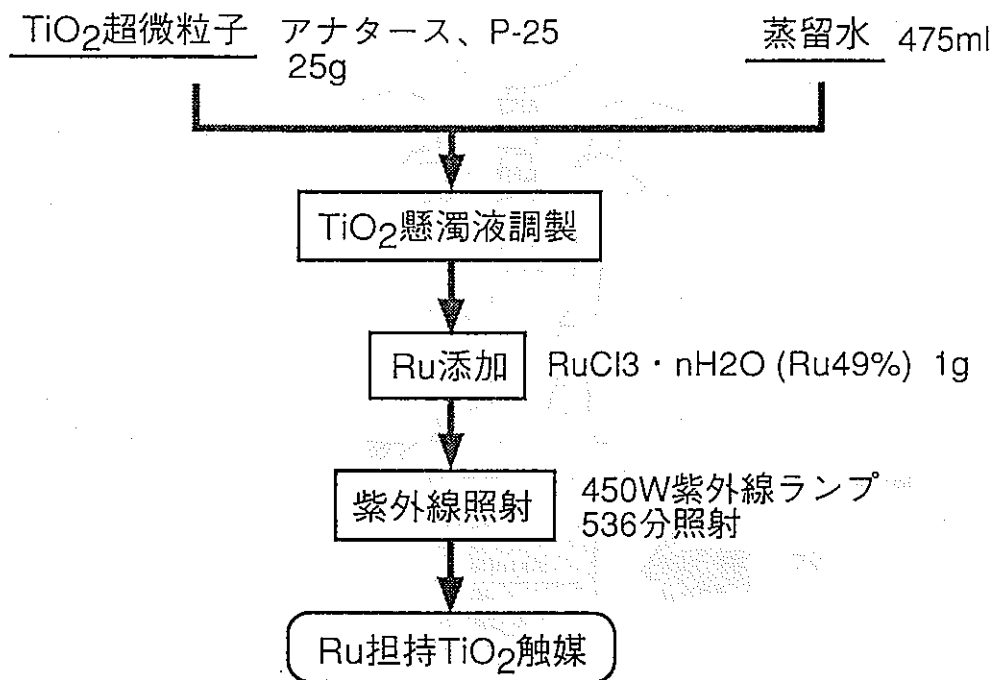 TiO2超微粒子 アナタース、P-25
25g
蒸留水 475ml
TiO2懸濁液調製
Ru添加 RuCl3・nH2O (Ru49%) 1g
紫外線照射 450W紫外線ランプ
536分照射
Ru担持TiO2触媒